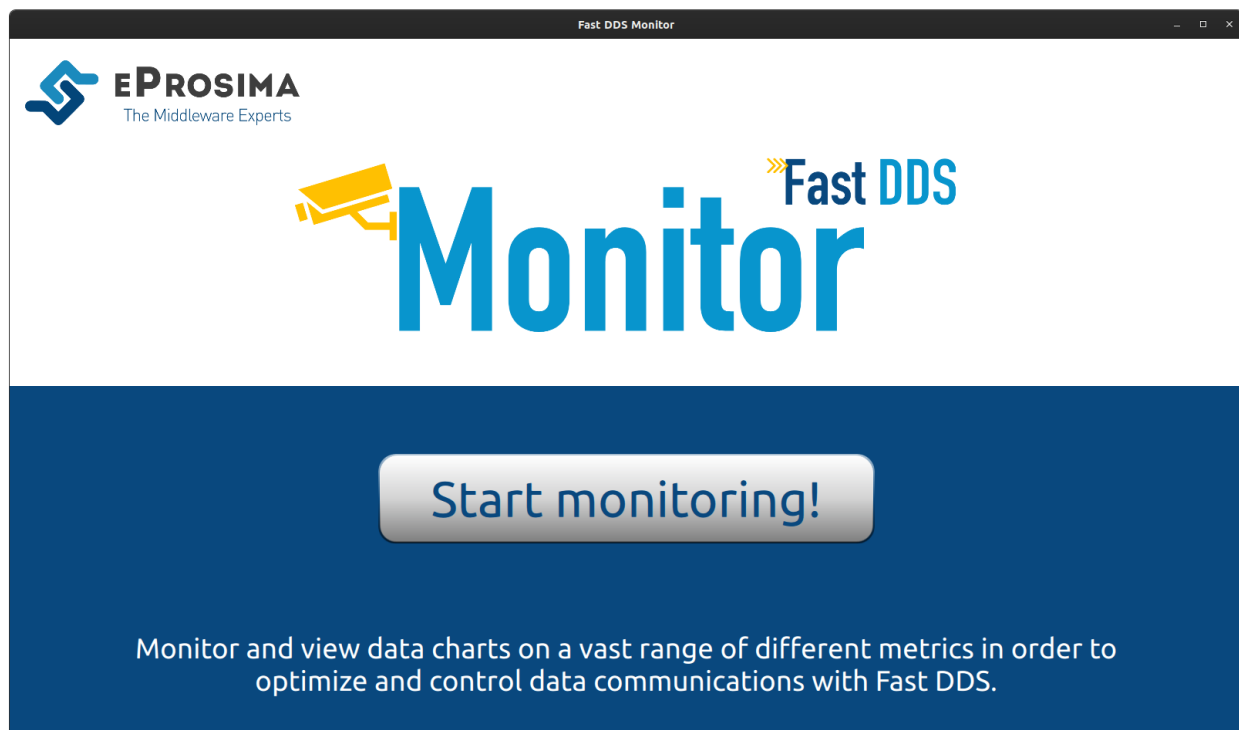 Fast DDS Monitor
EPROSIMA
The Middleware Experts
Fast DDS
Monitor
Start monitoring!
Monitor and view data charts on a vast range of different metrics in order to
optimize and control data communications with Fast DDS.